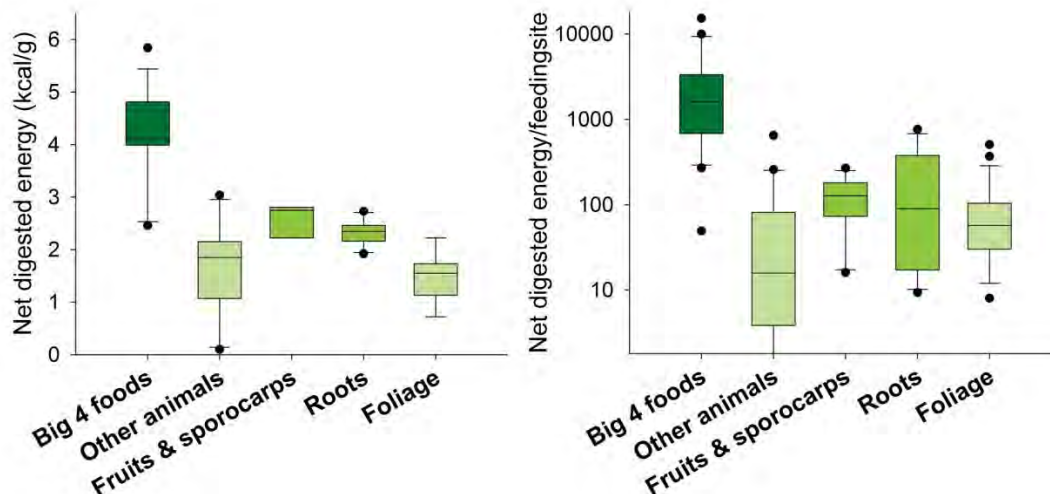 Net digested energy (kcal/g)
6
5
4
3
2
1
0
Big 4 foods
Other animals
Fruits & sporocarps
Roots
Foliage
Net digested energy/feedingsite
10000
1000
100
10
Big 4 foods
Other animals
Fruits & sporocarps
Roots
Foliage